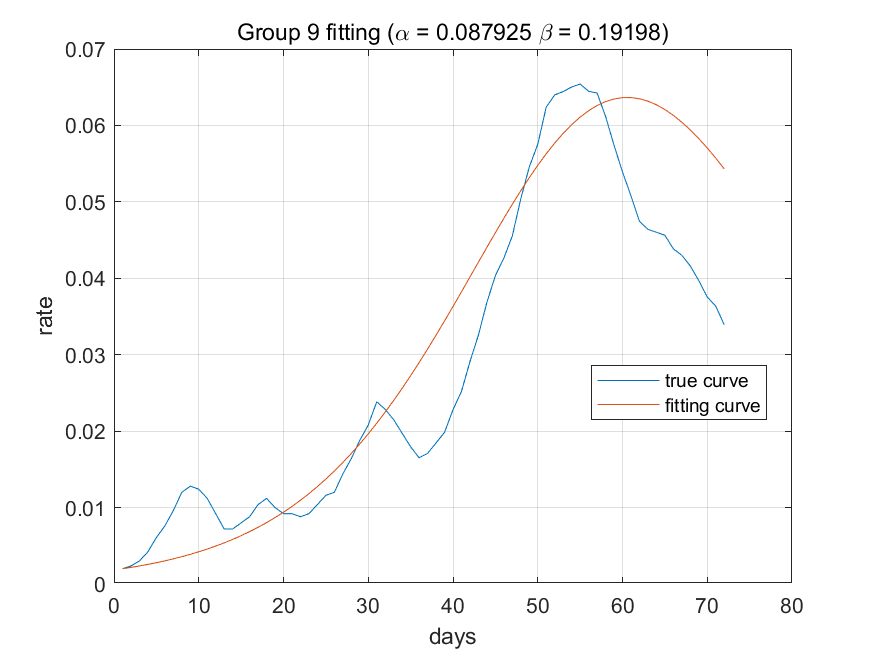 Group 9 fitting (α = 0.087925 β = 0.19198)
0.07
0.06
0.05
0.04
0.03
0.02
0.01
0
rate
true curve
fitting curve
0 10 20 30 40 50 60 70 80
days